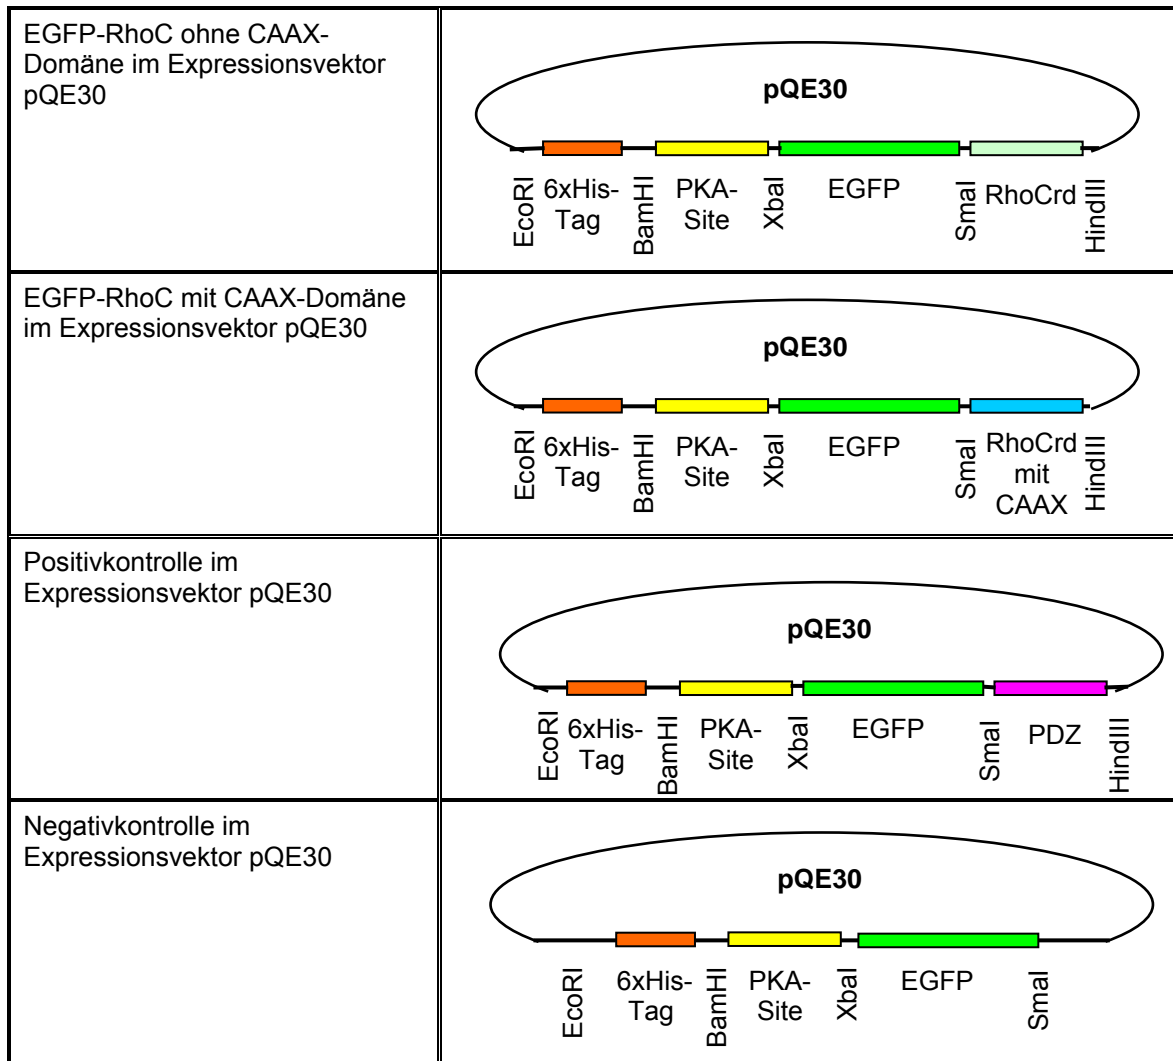 EGFP-RhoC ohne CAAX-
Domäne im Expressionsvektor
pQE30
pQE30
EcoRI
6xHis-
Tag
BamHI
PKA-
Site
XbaI
EGFP
SmaI
RhoCrd
HindIII
EGFP-RhoC mit CAAX-Domäne
im Expressionsvektor pQE30
pQE30
EcoRI
6xHis-
Tag
BamHI
PKA-
Site
XbaI
EGFP
SmaI
RhoCrd
mit
CAAX
HindIII
Positivkontrolle im
Expressionsvektor pQE30
pQE30
EcoRI
6xHis-
Tag
BamHI
PKA-
Site
XbaI
EGFP
SmaI
PDZ
HindIII
Negativkontrolle im
Expressionsvektor pQE30
pQE30
EcoRI
6xHis-
Tag
BamHI
PKA-
Site
XbaI
EGFP
SmaI